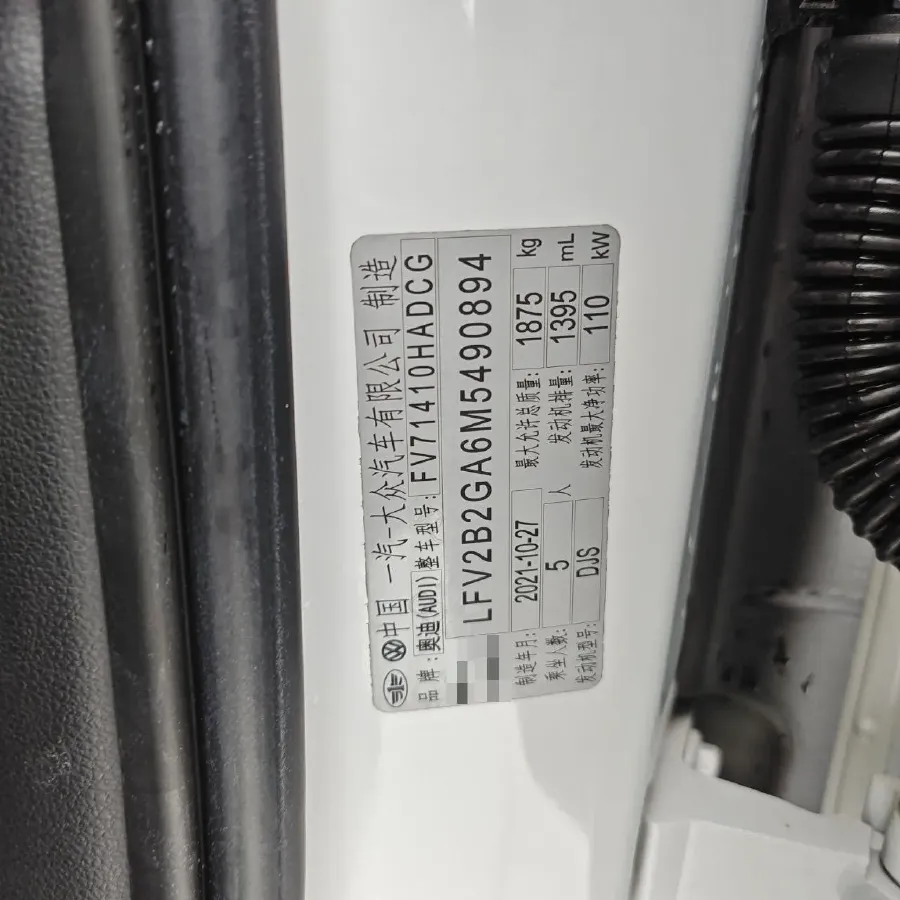 中国 一汽-大众汽车有限公司 制造
品牌:奥迪(AUDI) 整车型号: FV71410HADCG
LFV2B2GA6M5490894
制造年月: 2021-10-27 最大允许总质量: 1875 kg
乘坐人数: 5 人 发动机排量: 1395 mL
发动机型号: DJS 发动机最大净功率: 110 kW